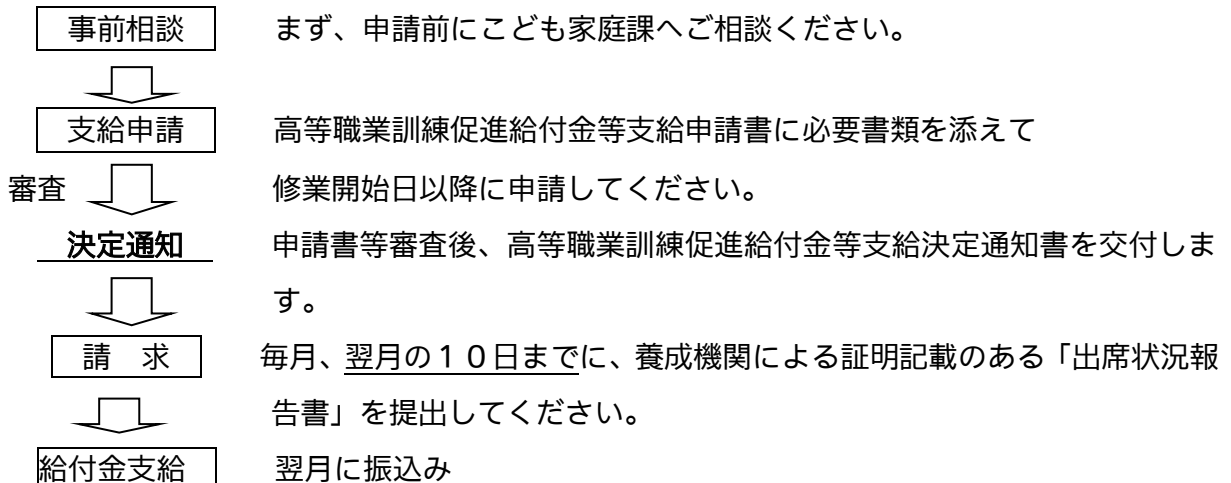 事前相談　まず、申請前にこども家庭課へご相談ください。
支給申請　高等職業訓練促進給付金等支給申請書に必要書類を添えて
審査　修業開始日以降に申請してください。
決定通知　申請書等審査後、高等職業訓練促進給付金等支給決定通知書を交付しま
す。
請　求　毎月、翌月の１０日までに、養成機関による証明記載のある「出席状況報
告書」を提出してください。
給付金支給　翌月に振込み